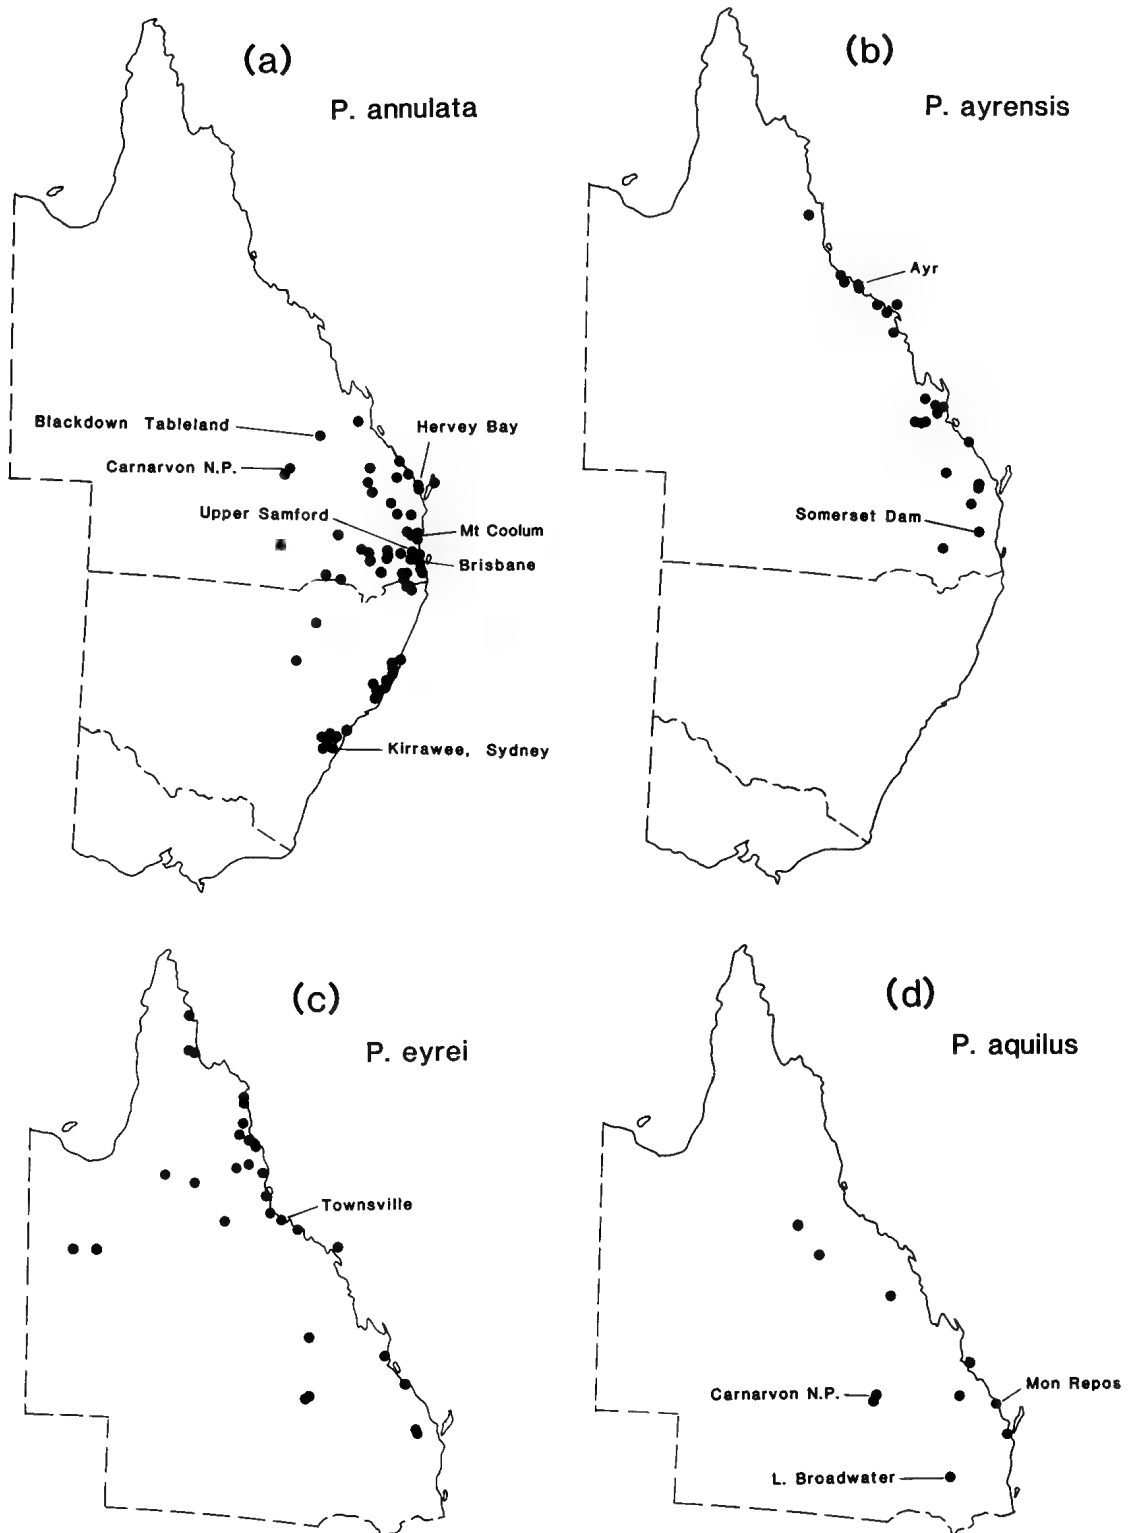 (a)
P. annulata
Blackdown Tableland
Hervey Bay
Carnarvon N.P.
Upper Samford
Mt Coolum
Brisbane
Kirrawee, Sydney
(b)
P. ayrensis
Ayr
Somerset Dam
(c)
P. eyrei
Townsville
(d)
P. aquilus
Carnarvon N.P.
Mon Repos
L. Broadwater